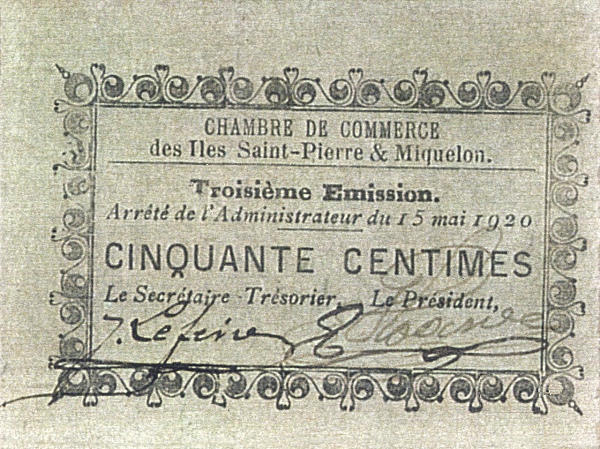 CHAMBRE DE COMMERCE
des Iles Saint-Pierre & Miquelon.
Troisième Emission.
Arrêté de l'Administrateur du 15 mai 1920
CINQUANTE CENTIMES
Le Secrétaire-Trésorier, Le Président,